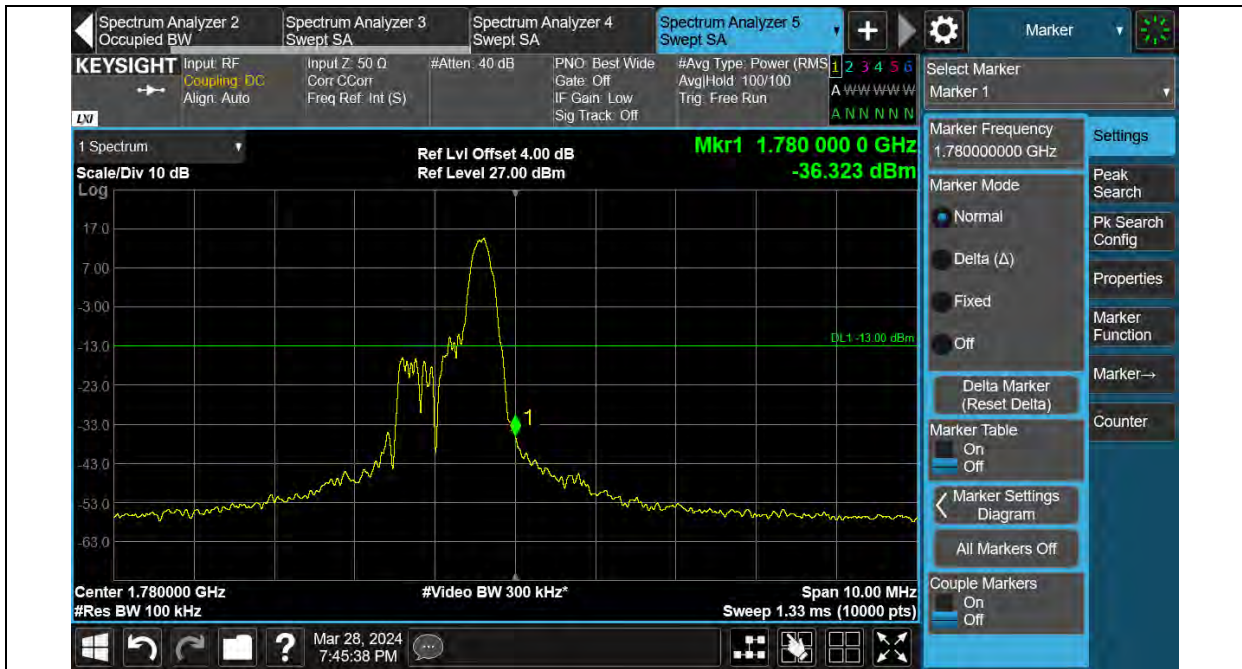 Spectrum Analyzer 2
Occupied BW
Spectrum Analyzer 3
Swept SA
Spectrum Analyzer 4
Swept SA
Spectrum Analyzer 5
Swept SA
Marker
KEYSIGHT
LXI
Input: RF
Coupling: DC
Align: Auto
Input Z: 50 Ω
Corr CCorr
Freq Ref: Int (S)
#Atten: 40 dB
PNO: Best Wide
Gate: Off
IF Gain: Low
Sig Track: Off
#Avg Type: Power (RMS
Avg|Hold: 100/100
Trig: Free Run
1 2 3 4 5 6
A W W W W W
A N N N N N
Select Marker
Marker 1
1 Spectrum
Scale/Div 10 dB
Log
Ref Lvl Offset 4.00 dB
Ref Level 27.00 dBm
Mkr1 1.780 000 0 GHz
-36.323 dBm
17.0
7.00
-3.00
-13.0
-23.0
-33.0
-43.0
-53.0
-63.0
DL1 -13.00 dBm
1
Center 1.780000 GHz
#Res BW 100 kHz
#Video BW 300 kHz*
Span 10.00 MHz
Sweep 1.33 ms (10000 pts)
Marker Frequency
1.780000000 GHz
Marker Mode
Normal
Delta (Δ)
Fixed
Off
Delta Marker
(Reset Delta)
Marker Table
On
Off
Marker Settings
Diagram
All Markers Off
Couple Markers
On
Off
Settings
Peak
Search
Pk Search
Config
Properties
Marker
Function
Marker→
Counter
?
Mar 28, 2024
7:45:38 PM